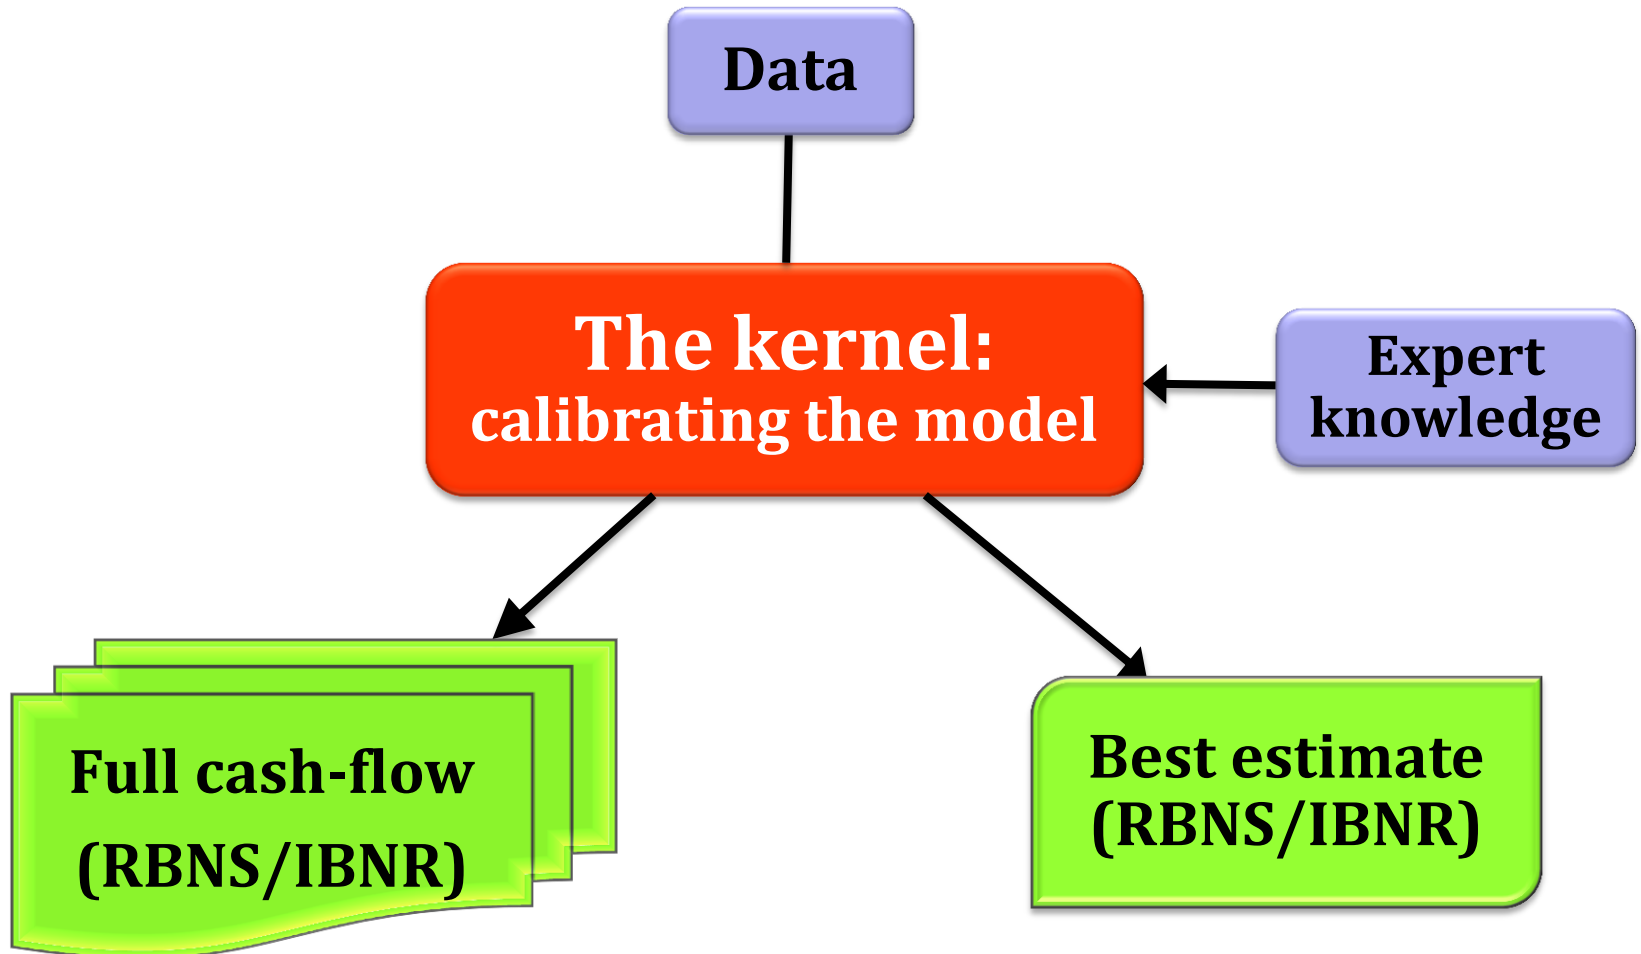 Data
The kernel:
calibrating the model
Expert
knowledge
Full cash-flow
(RBNS/IBNR)
Best estimate
(RBNS/IBNR)